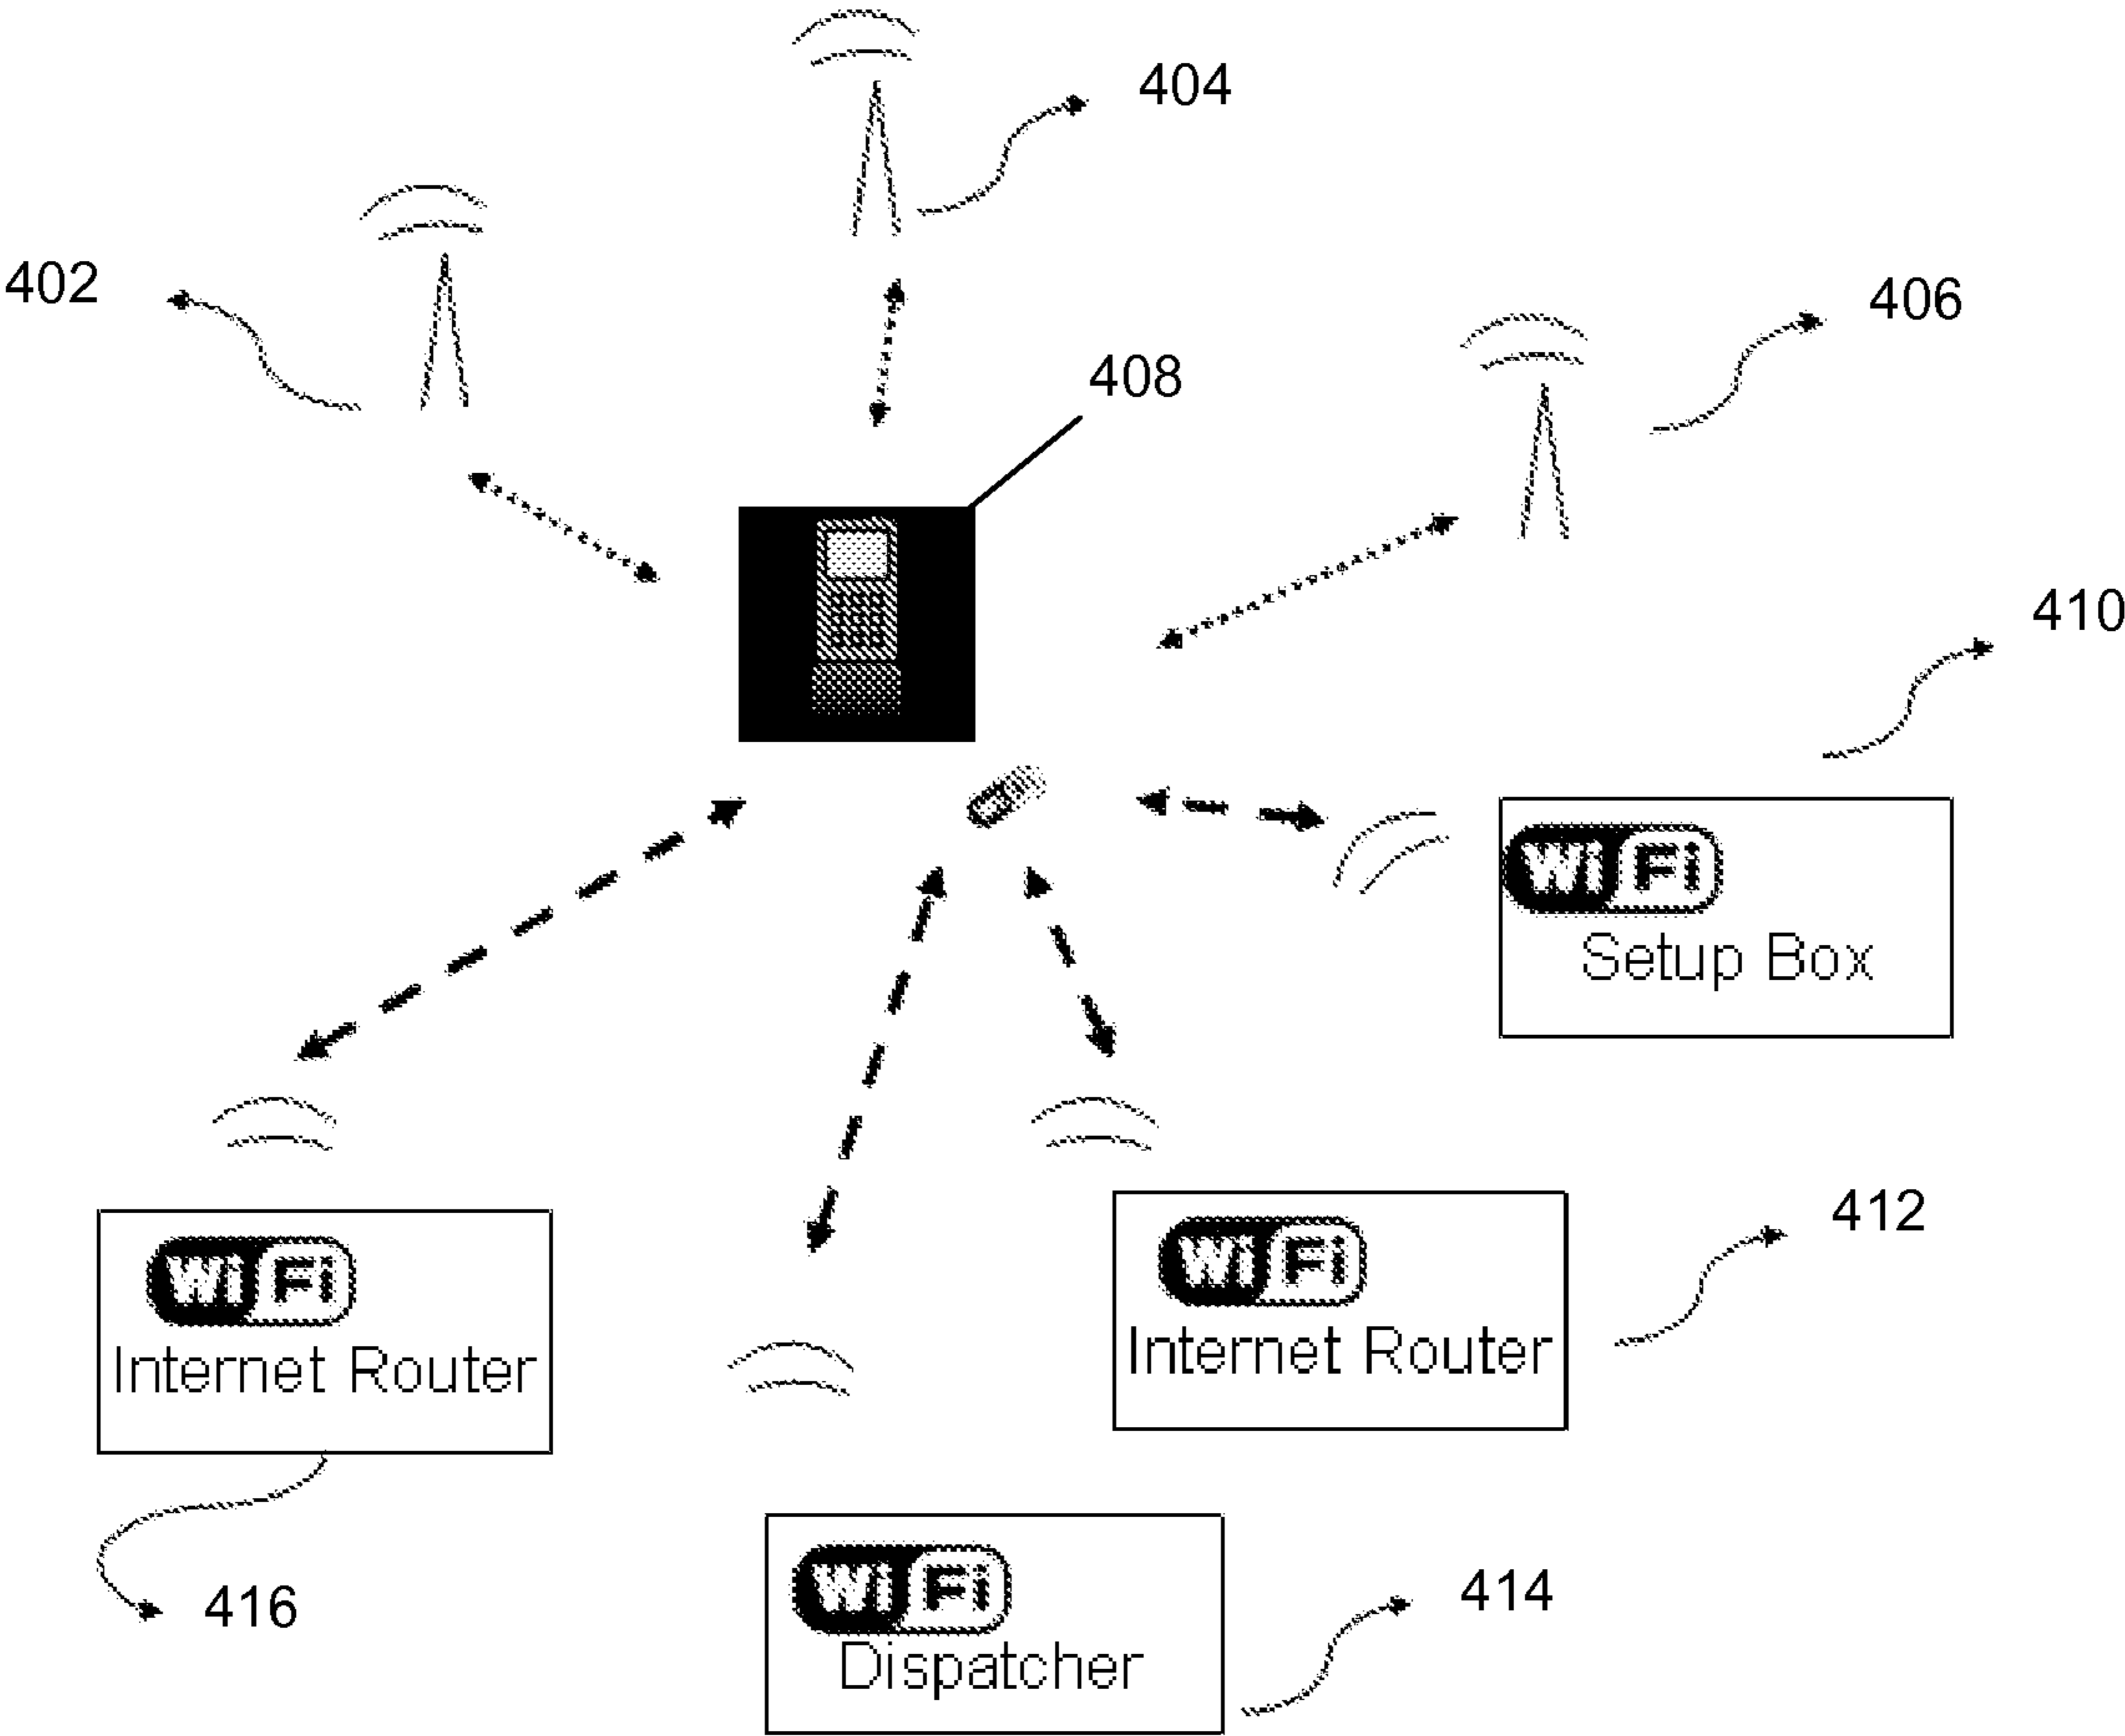 404
402
406
408
410
WiFi
Setup Box
412
WiFi
Internet Router
WiFi
Internet Router
416
414
WiFi
Dispatcher